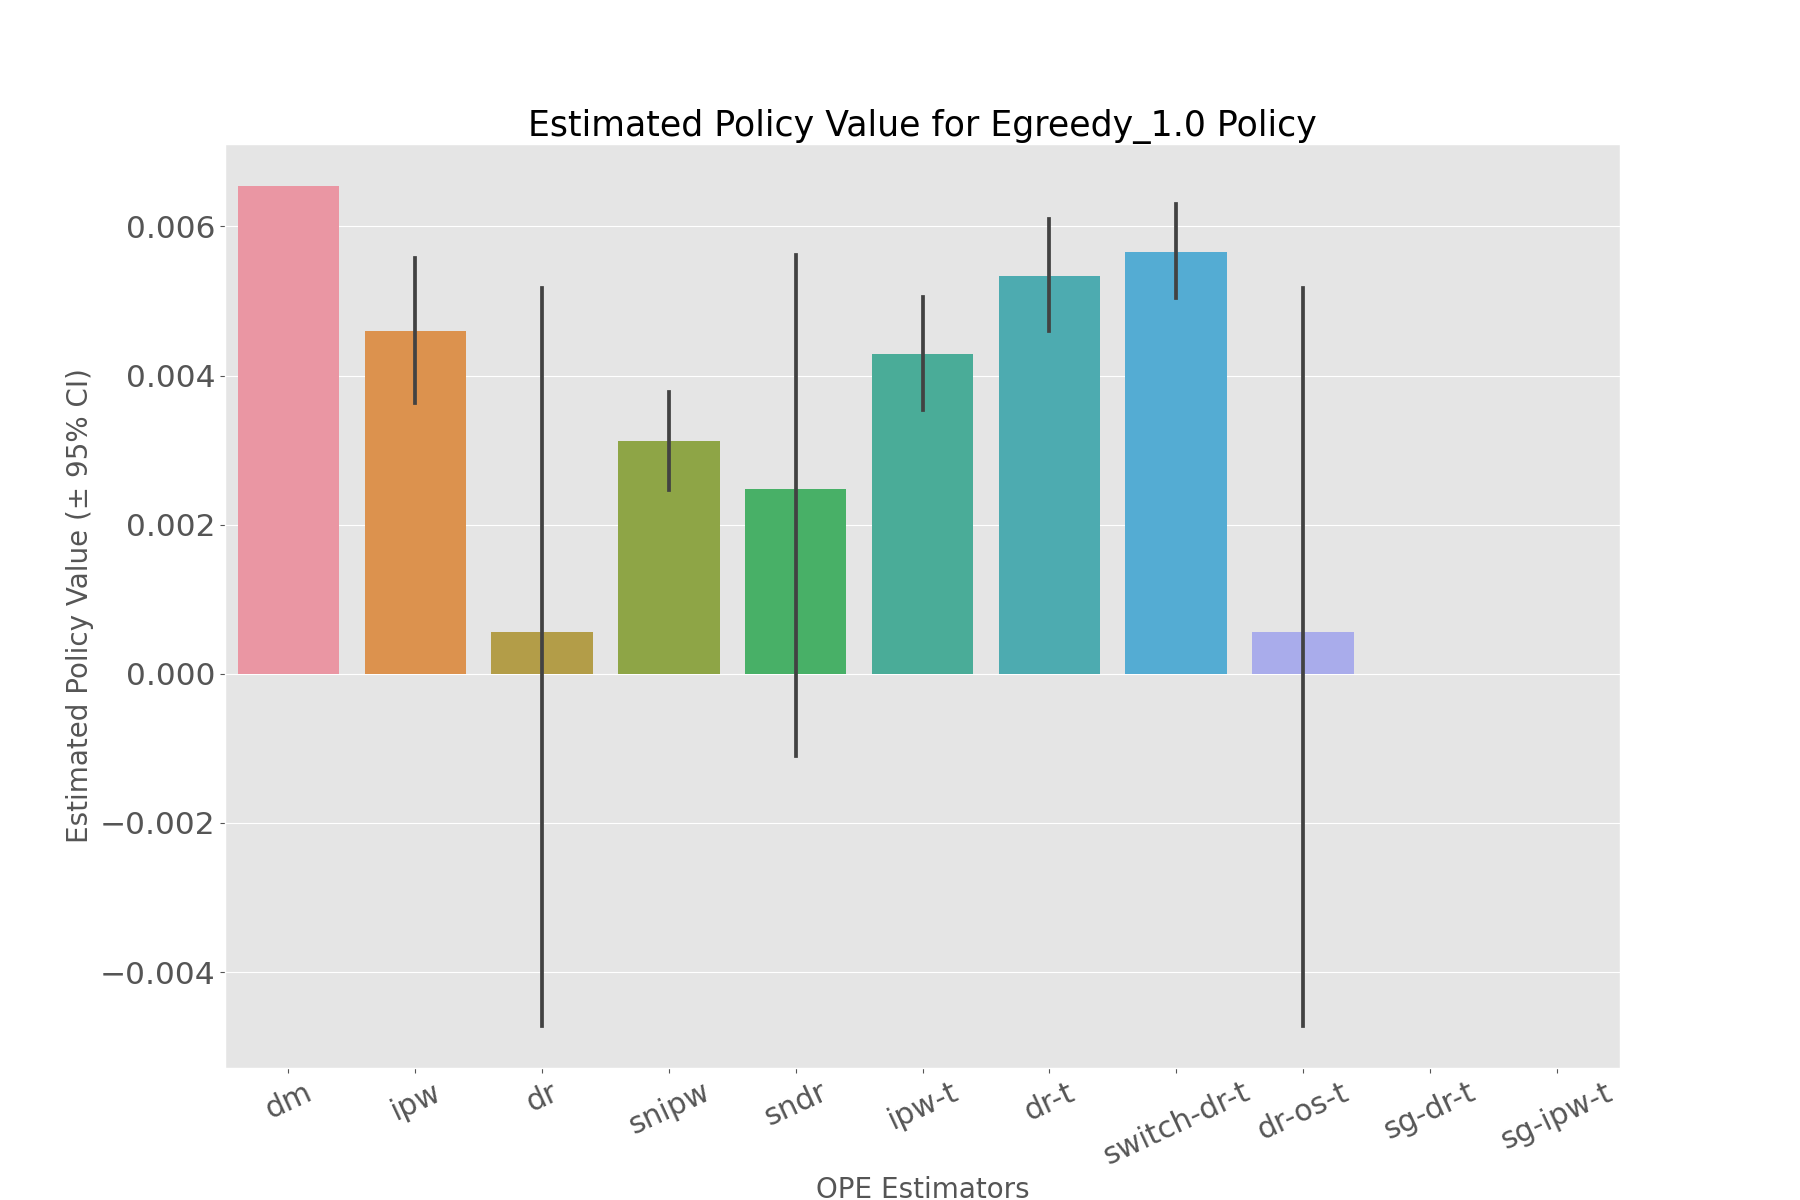 Estimated Policy Value for Egreedy_1.0 Policy
Estimated Policy Value (± 95% CI)
0.006
0.004
0.002
0.000
−0.002
−0.004
dm
ipw
dr
snipw
sndr
ipw-t
dr-t
switch-dr-t
dr-os-t
sg-dr-t
sg-ipw-t
OPE Estimators